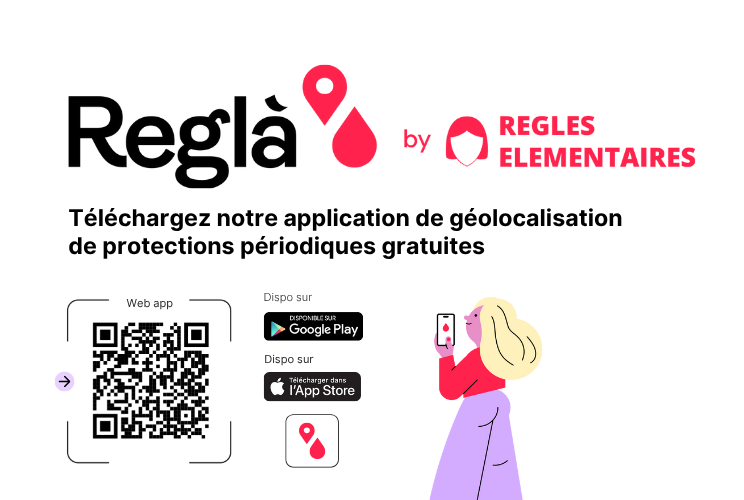 Reglà
by
REGLES
ELEMENTAIRES
Téléchargez notre application de géolocalisation
de protections périodiques gratuites
Web app
Dispo sur
DISPONIBLE SUR
Google Play
Dispo sur
Télécharger dans
l'App Store